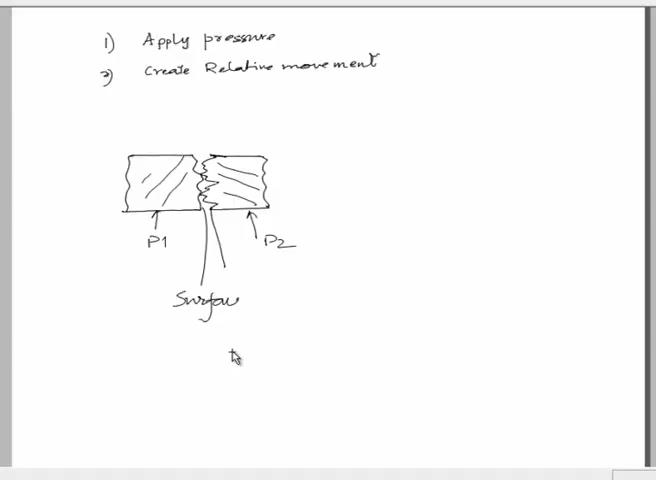 1) Apply pressure
2) Create Relative movement
P1
P2
Surfac